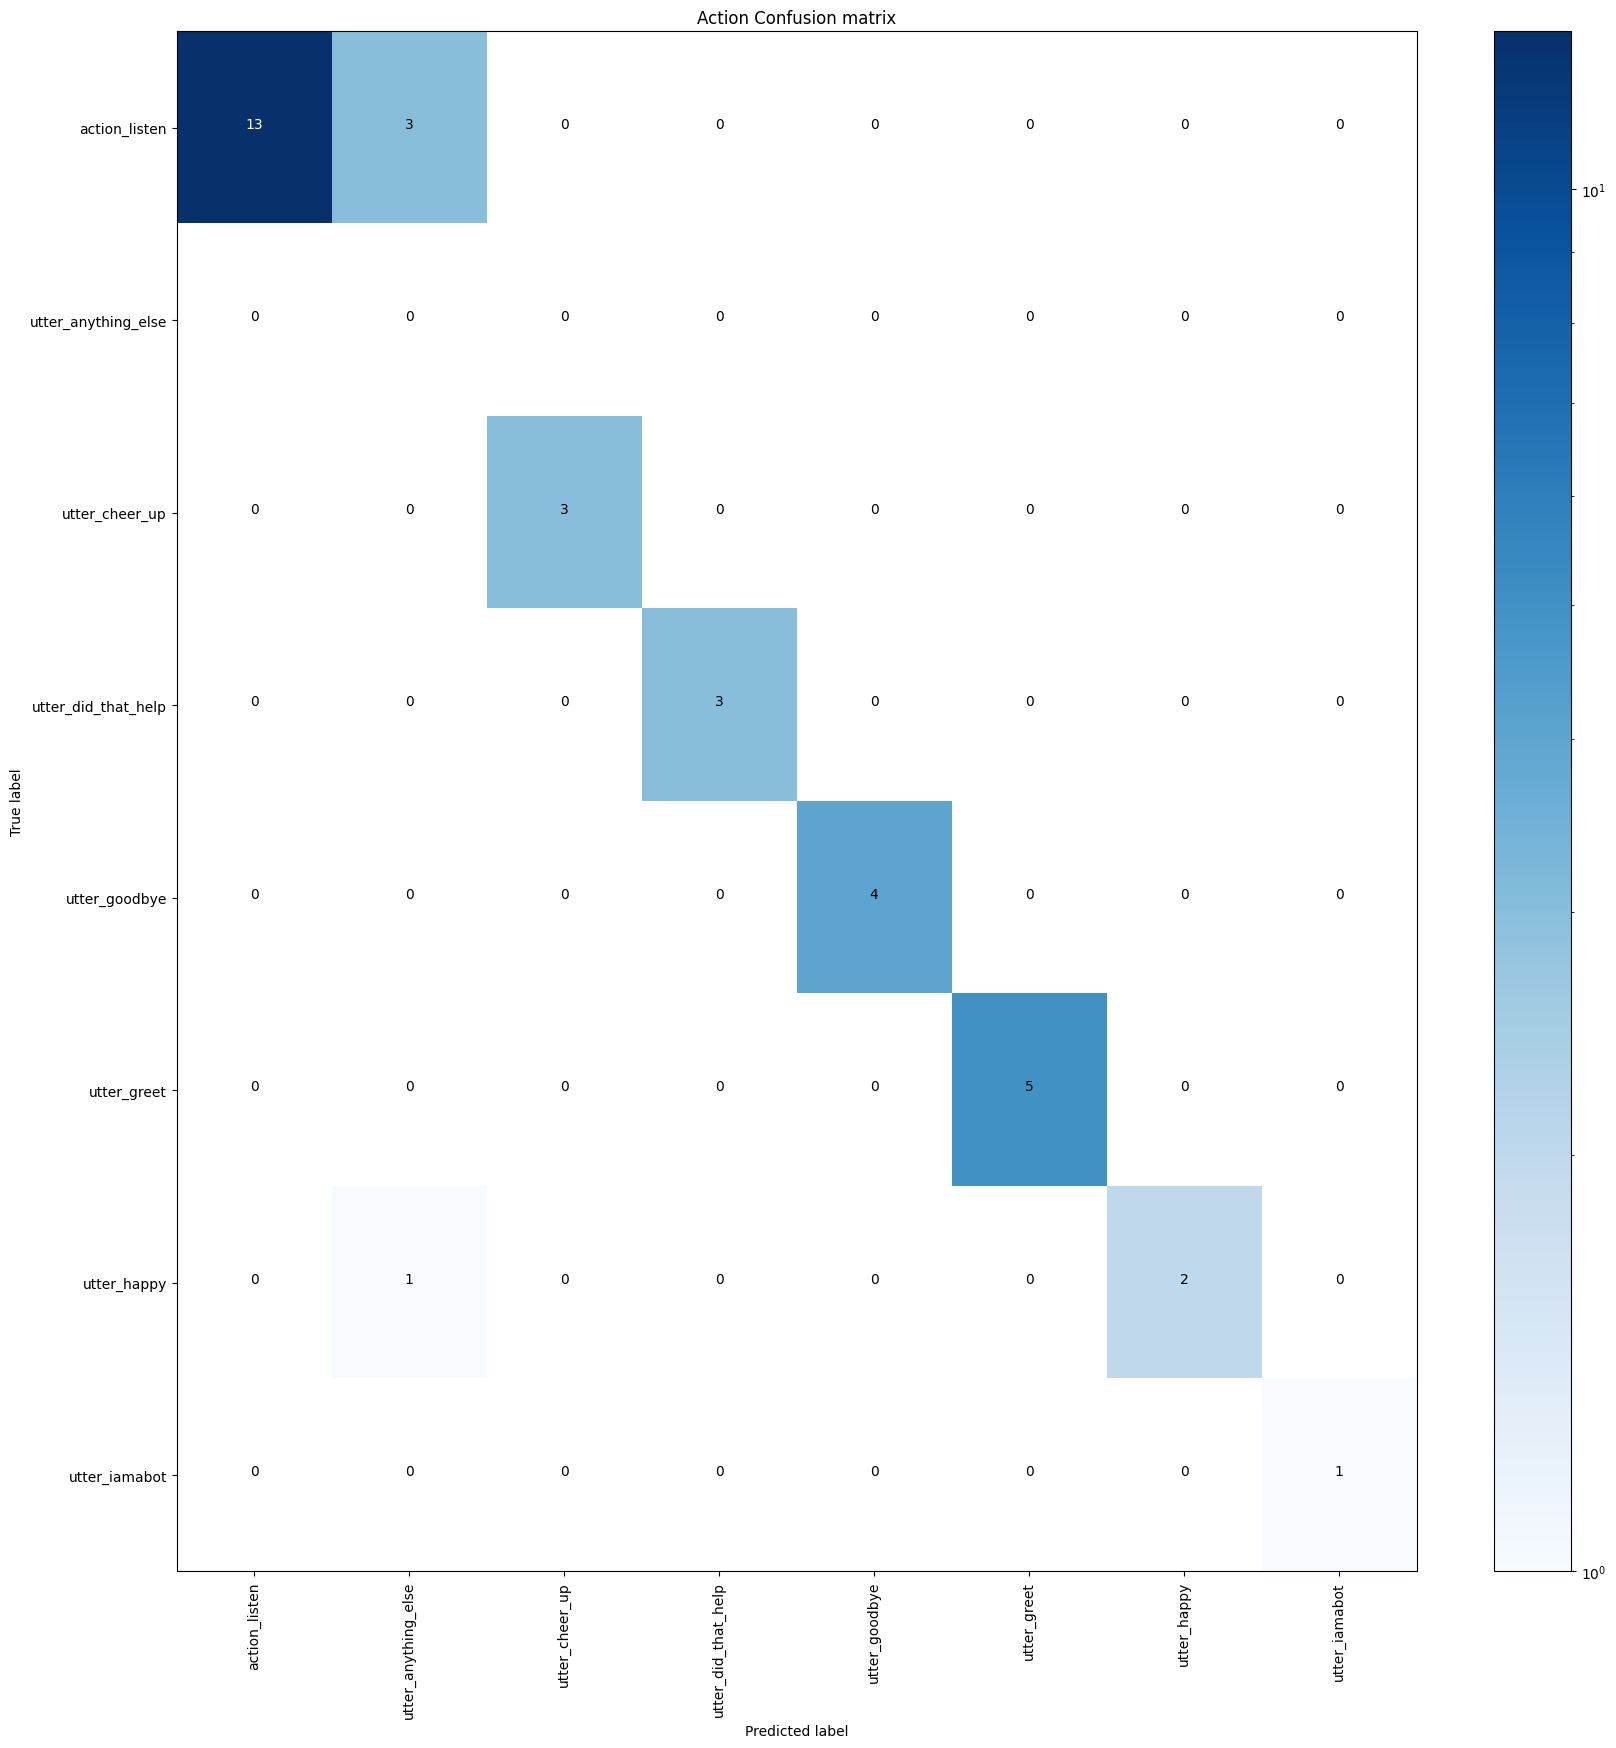 Action Confusion matrix
action_listen 13 3 0 0 0 0 0 0
utter_anything_else 0 0 0 0 0 0 0 0
utter_cheer_up 0 0 3 0 0 0 0 0
utter_did_that_help 0 0 0 3 0 0 0 0
utter_goodbye 0 0 0 0 4 0 0 0
utter_greet 0 0 0 0 0 5 0 0
utter_happy 0 1 0 0 0 0 2 0
utter_iamabot 0 0 0 0 0 0 0 1
True label
action_listen
utter_anything_else
utter_cheer_up
utter_did_that_help
utter_goodbye
utter_greet
utter_happy
utter_iamabot
Predicted label
10¹
10⁰